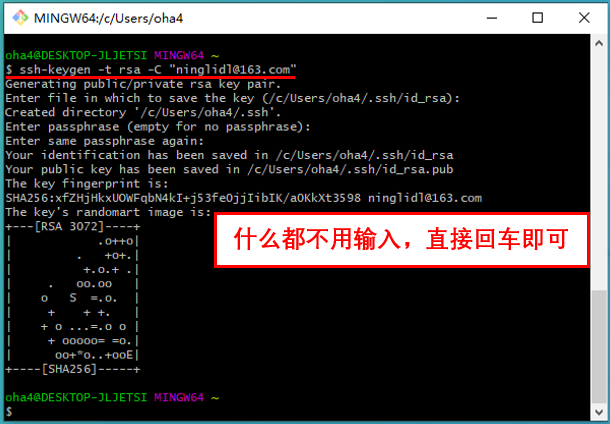 MINGW64:/c/Users/oha4
oha4@DESKTOP-JLJETSI MINGW64 ~
$ ssh-keygen -t rsa -C "ninglidl@163.com"
Generating public/private rsa key pair.
Enter file in which to save the key (/c/Users/oha4/.ssh/id_rsa):
Created directory '/c/Users/oha4/.ssh'.
Enter passphrase (empty for no passphrase):
Enter same passphrase again:
Your identification has been saved in /c/Users/oha4/.ssh/id_rsa
Your public key has been saved in /c/Users/oha4/.ssh/id_rsa.pub
The key fingerprint is:
SHA256:xfZHjHkxUOWFqbN4kI+j53feOjjIibIK/aOKkXt3598 ninglidl@163.com
The key's randomart image is:
+---[RSA 3072]----+
|           .o++o|
|        .   +o+.|
|         +.o.+ .|
|    .   oo.oo   |
|   o   S  =.o.  |
|    +    + +.   |
|   + o ...=.o o |
|    + ooooo= =o.|
|     oo+*o..+ooE|
+----[SHA256]-----+
什么都不用输入，直接回车即可
oha4@DESKTOP-JLJETSI MINGW64 ~
$